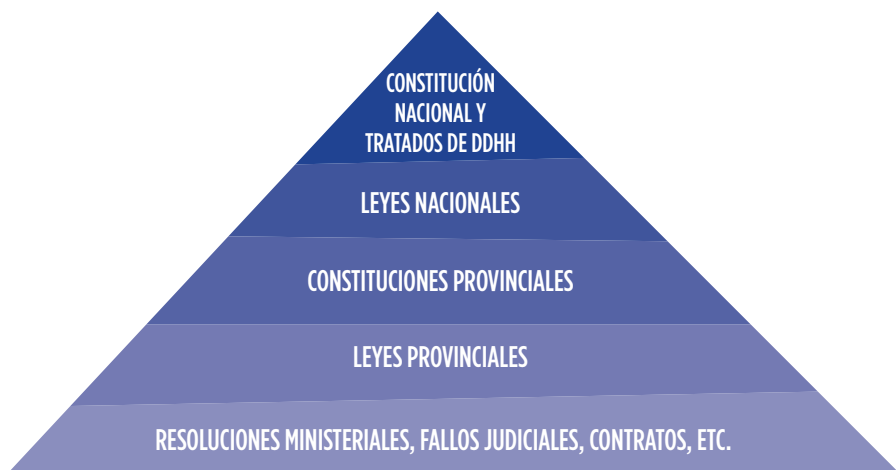 CONSTITUCIÓN
NACIONAL Y
TRATADOS DE DDHH
LEYES NACIONALES
CONSTITUCIONES PROVINCIALES
LEYES PROVINCIALES
RESOLUCIONES MINISTERIALES, FALLOS JUDICIALES, CONTRATOS, ETC.